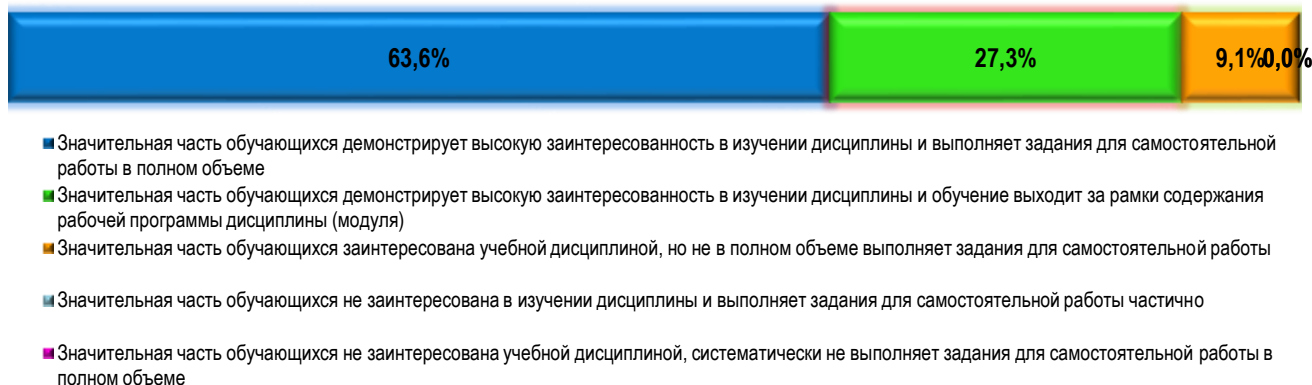 63,6% 27,3% 9,1% 0,0%
Значительная часть обучающихся демонстрирует высокую заинтересованность в изучении дисциплины и выполняет задания для самостоятельной
работы в полном объеме
Значительная часть обучающихся демонстрирует высокую заинтересованность в изучении дисциплины и обучение выходит за рамки содержания
рабочей программы дисциплины (модуля)
Значительная часть обучающихся заинтересована учебной дисциплиной, но не в полном объеме выполняет задания для самостоятельной работы
Значительная часть обучающихся не заинтересована в изучении дисциплины и выполняет задания для самостоятельной работы частично
Значительная часть обучающихся не заинтересована учебной дисциплиной, систематически не выполняет задания для самостоятельной работы в
полном объеме